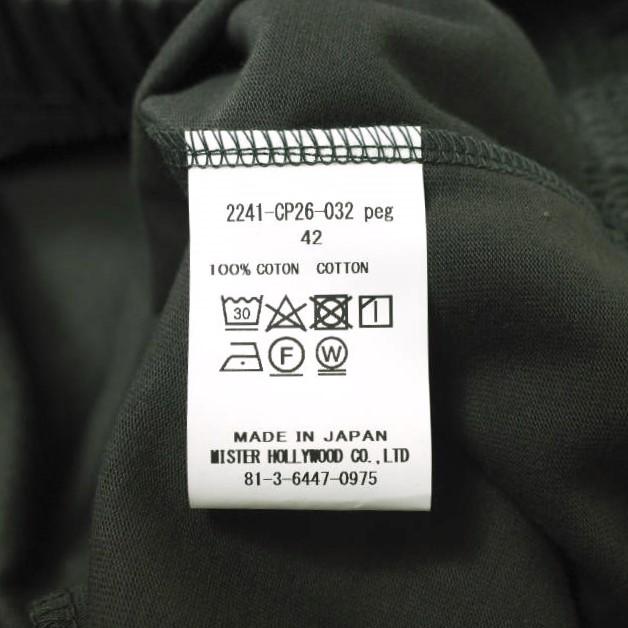 2241-CP26-032 peg
42
100% COTON COTTON
30
F W
MADE IN JAPAN
MISTER HOLLYWOOD CO.,LTD
81-3-6447-0975